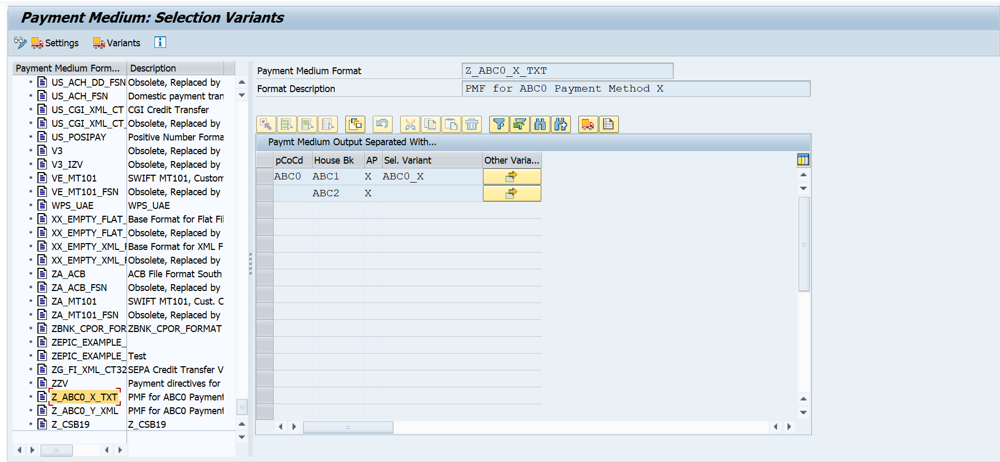 Payment Medium: Selection Variants
Settings Variants
Payment Medium Form... Description
US_ACH_DD_FSN Obsolete, Replaced by
US_ACH_FSN Domestic payment tran
US_CGI_XML_CT CGI Credit Transfer
US_CGI_XML_CT_ Obsolete, Replaced by
US_POSIPAY Positive Number Forma
V3 Obsolete, Replaced by
V3_IZV Obsolete, Replaced by
VE_MT101 SWIFT MT101, Custom
VE_MT101_FSN Obsolete, Replaced by
WPS_UAE WPS_UAE
XX_EMPTY_FLAT_ Base Format for Flat Fil
XX_EMPTY_FLAT_ Obsolete, Replaced by
XX_EMPTY_XML_F Base Format for XML F
XX_EMPTY_XML_F Obsolete, Replaced by
ZA_ACB ACB File Format South
ZA_ACB_FSN Obsolete, Replaced by
ZA_MT101 SWIFT MT101, Cust. C
ZA_MT101_FSN Obsolete, Replaced by
ZBNK_CPOR_FOR ZBNK_CPOR_FORMAT
ZEPIC_EXAMPLE_
ZEPIC_EXAMPLE_ Test
ZG_FI_XML_CT32 SEPA Credit Transfer V
ZZV Payment directives for
Z_ABC0_X_TXT PMF for ABC0 Payment
Z_ABC0_Y_XML PMF for ABC0 Payment
Z_CSB19 Z_CSB19
Payment Medium Format Z_ABC0_X_TXT
Format Description PMF for ABC0 Payment Method X
Paymt Medium Output Separated With...
pCoCd House Bk AP Sel. Variant Other Varia...
ABC0 ABC1 X ABC0_X
ABC2 X